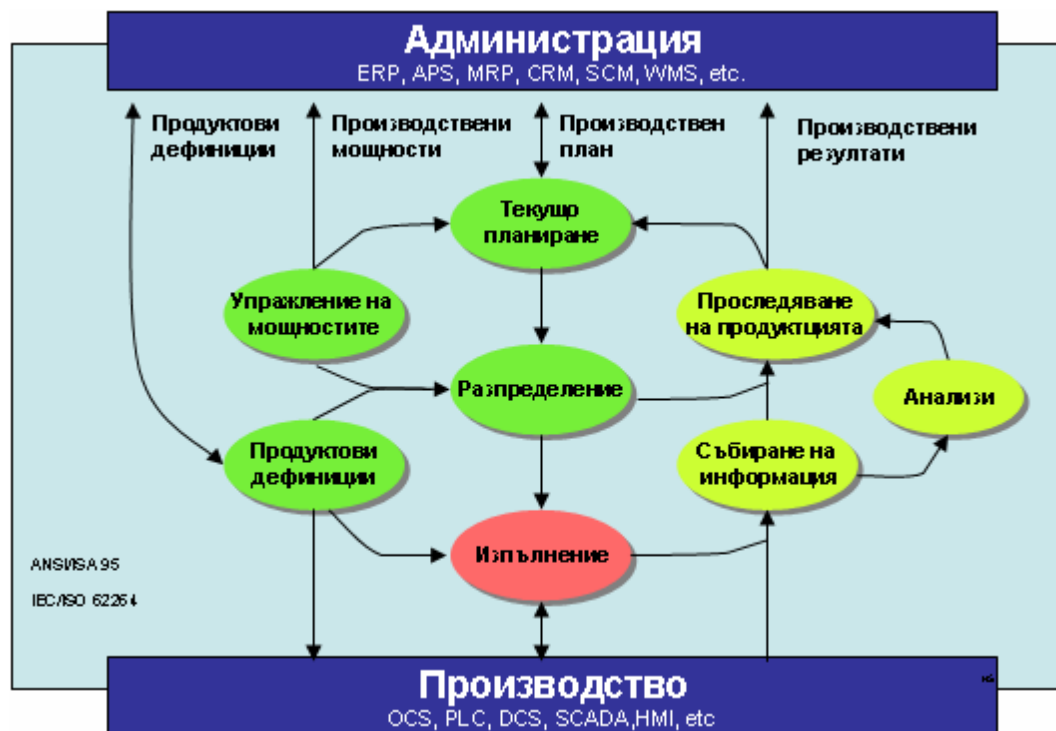 Администрация
ERP, APS, MRP, CRM, SCM, WMS, etc.
Продуктови
дефиниции
Производствени
мощности
Производствен
план
Производствени
резултати
Текущо
планиране
Упражление на
мощностите
Проследяване
на продуктцията
Разпределение
Анализи
Продуктови
дефиниции
Събиране на
информация
Изпълнение
ANSI/ISA 95
IEC/ISO 62264
Производство
OCS, PLC, DCS, SCADA,HMI, etc